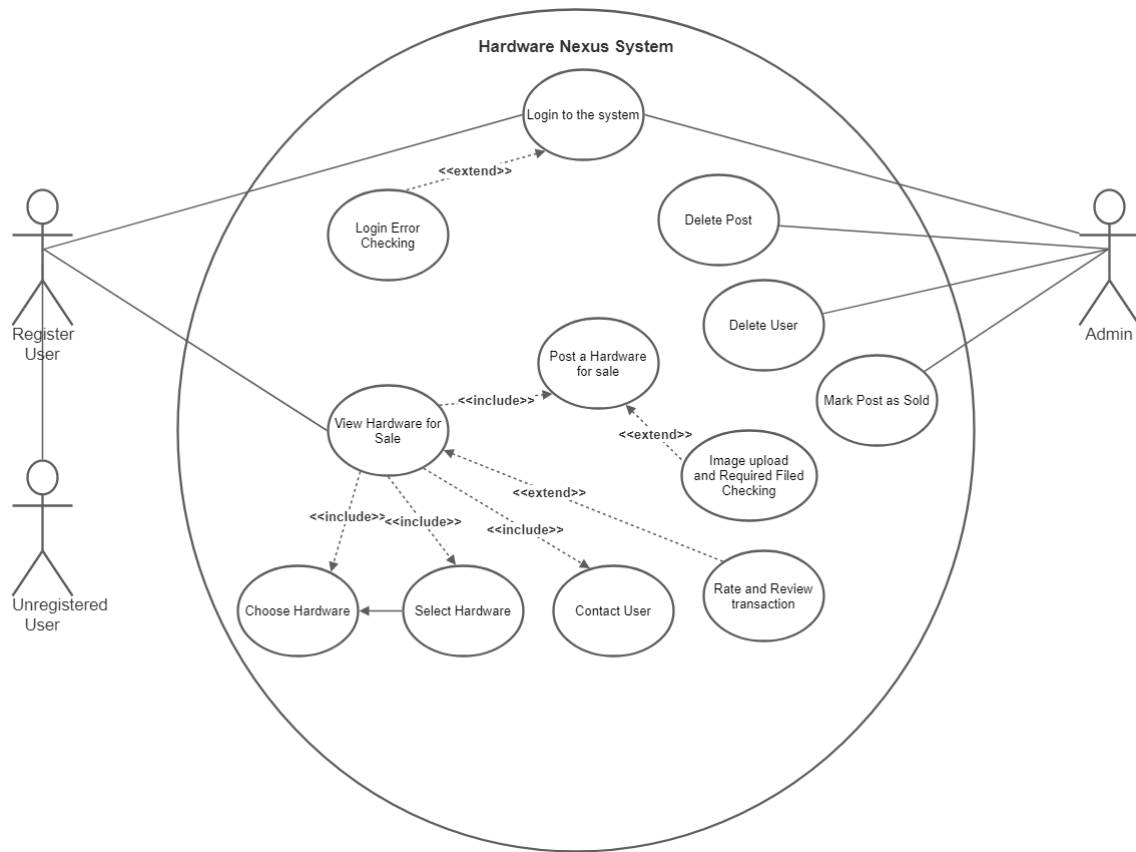 Hardware Nexus System
Login to the system
<<extend>>
Login Error
Checking
Delete Post
Register
User
Delete User
Admin
Post a Hardware
for sale
Mark Post as Sold
<<include>>
View Hardware for
Sale
<<extend>>
Image upload
and Required Filed
Checking
<<extend>>
<<include>>
<<include>>
<<include>>
Unregistered
User
Choose Hardware
Select Hardware
Contact User
Rate and Review
transaction